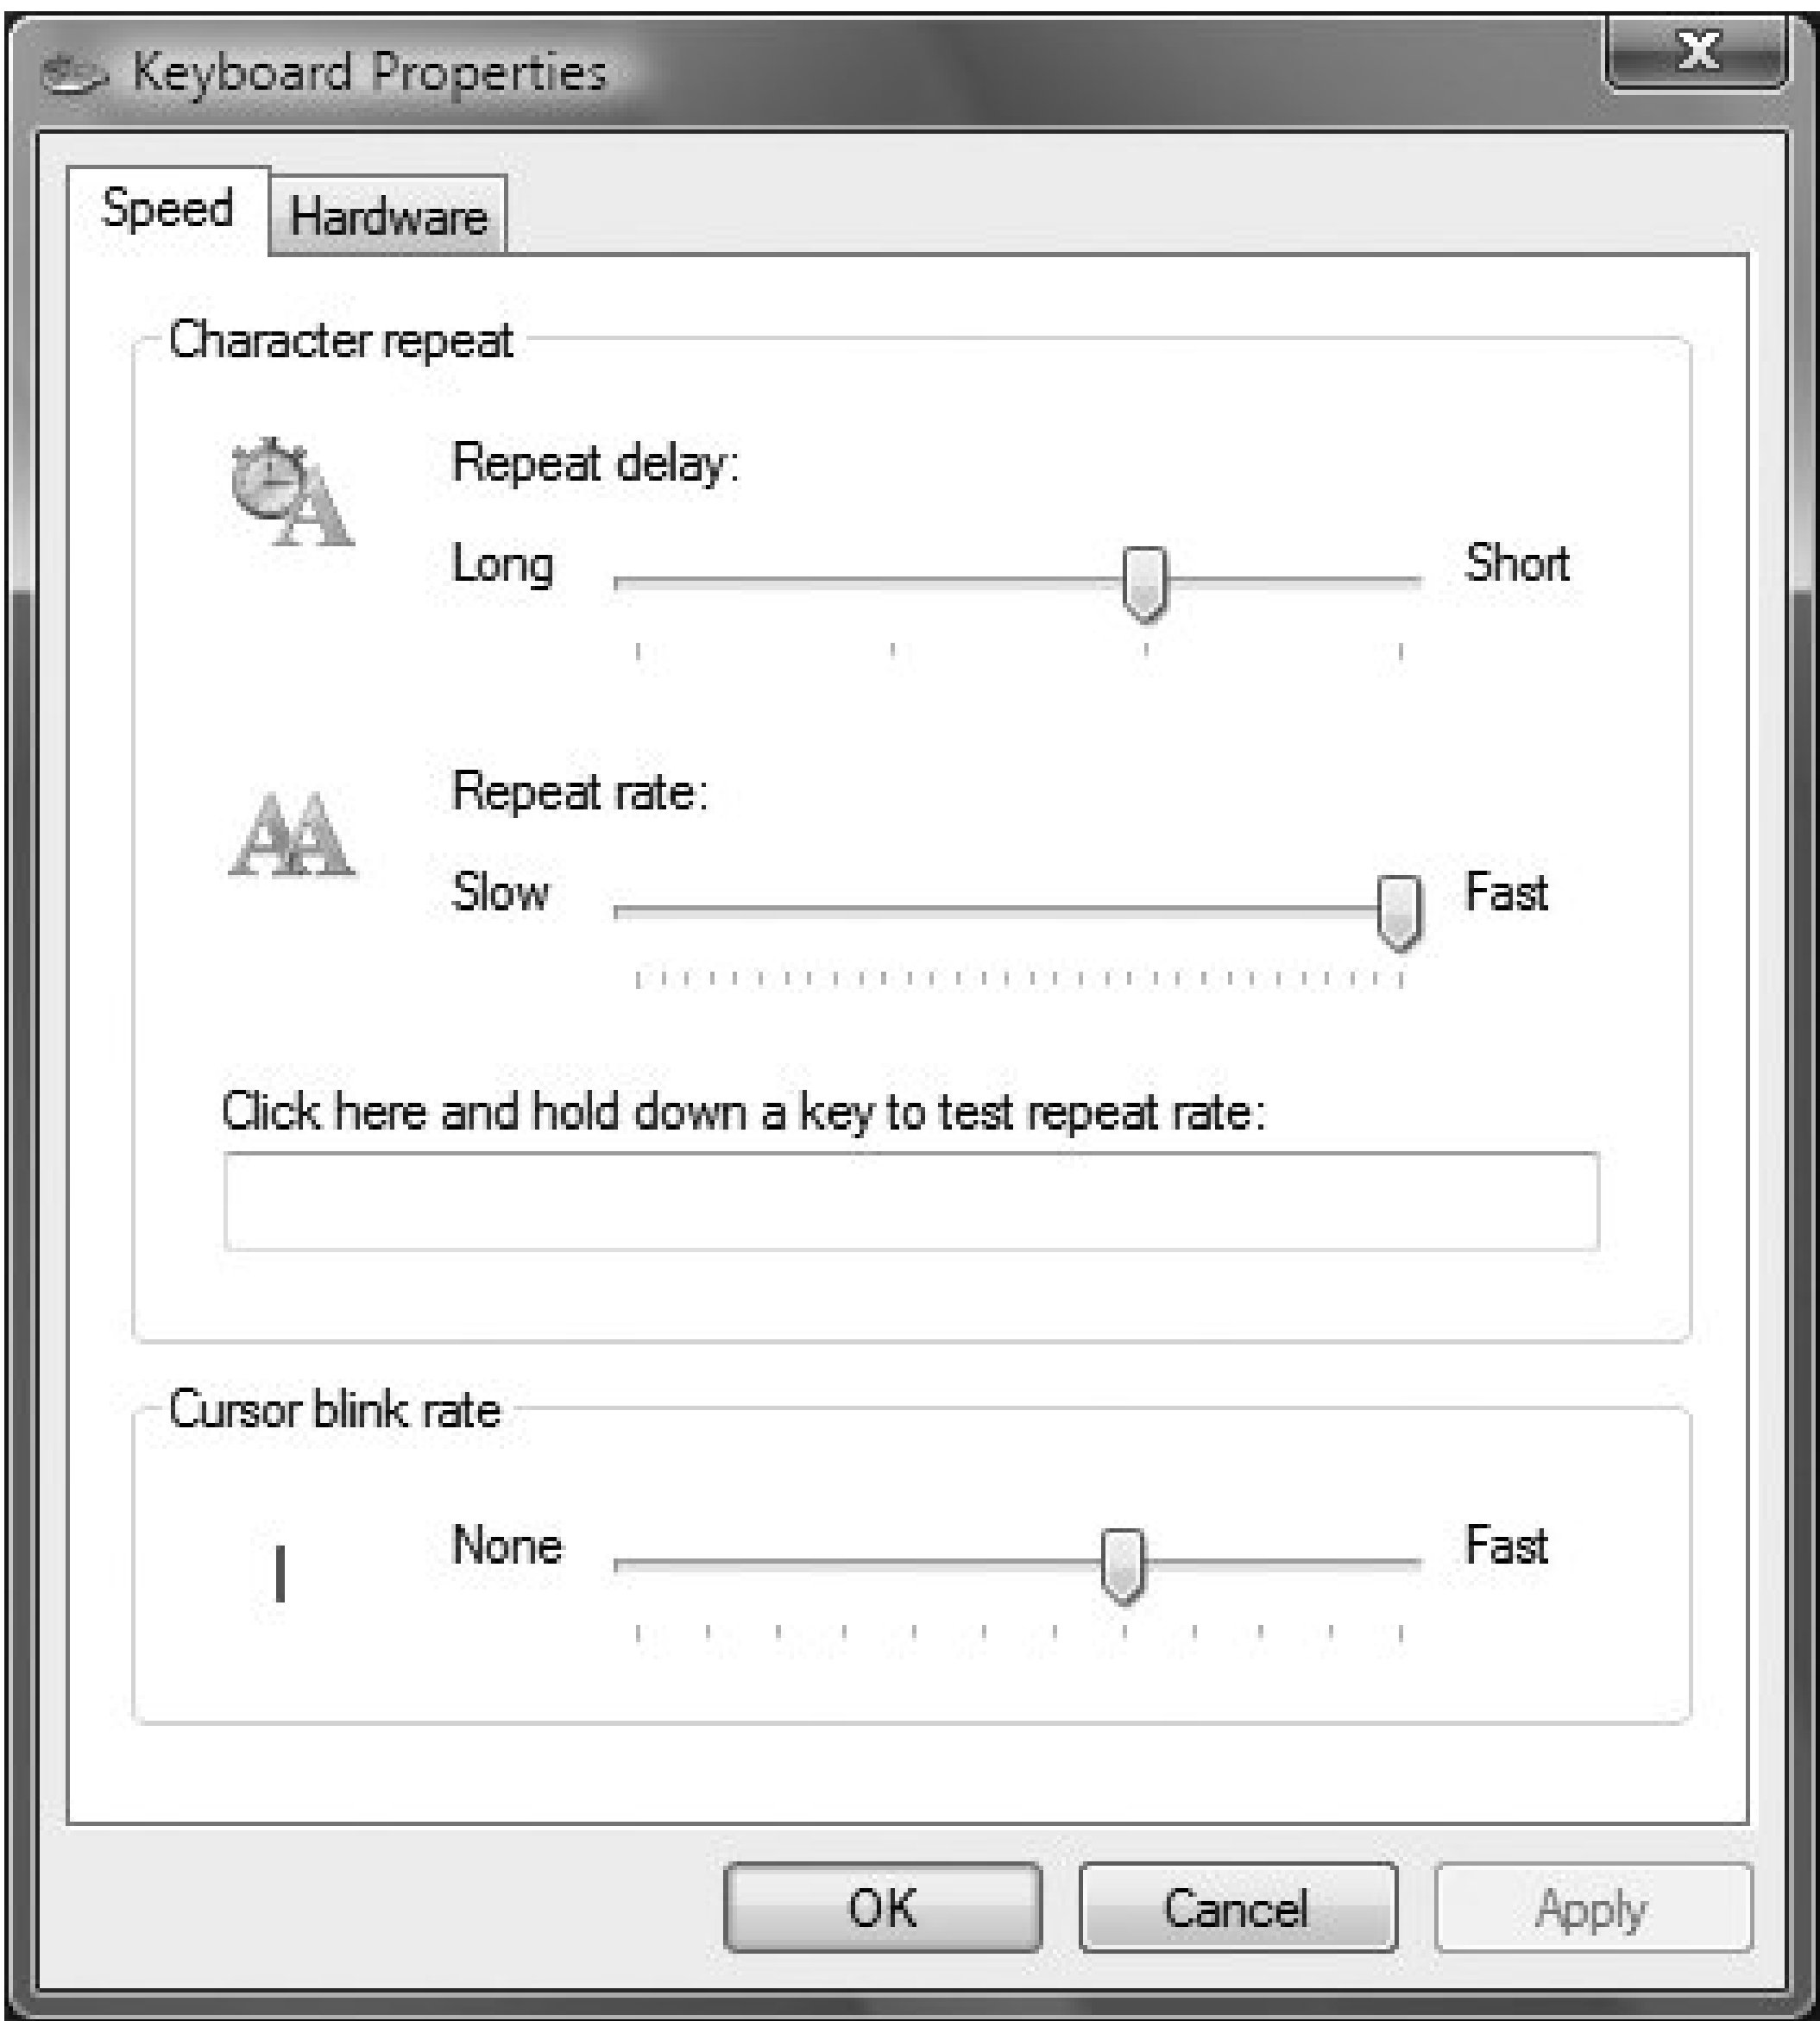 Keyboard Properties
Speed Hardware
Character repeat
Repeat delay:
Long Short
Repeat rate:
Slow Fast
Click here and hold down a key to test repeat rate:
Cursor blink rate
None Fast
OK Cancel Apply